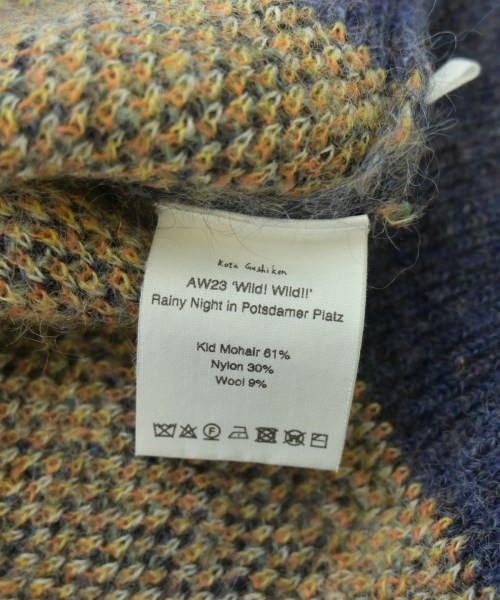 Kota Gushiken
AW23 'Wild! Wild!!'
Rainy Night in Potsdamer Platz
Kid Mohair 61%
Nylon 30%
Wool 9%